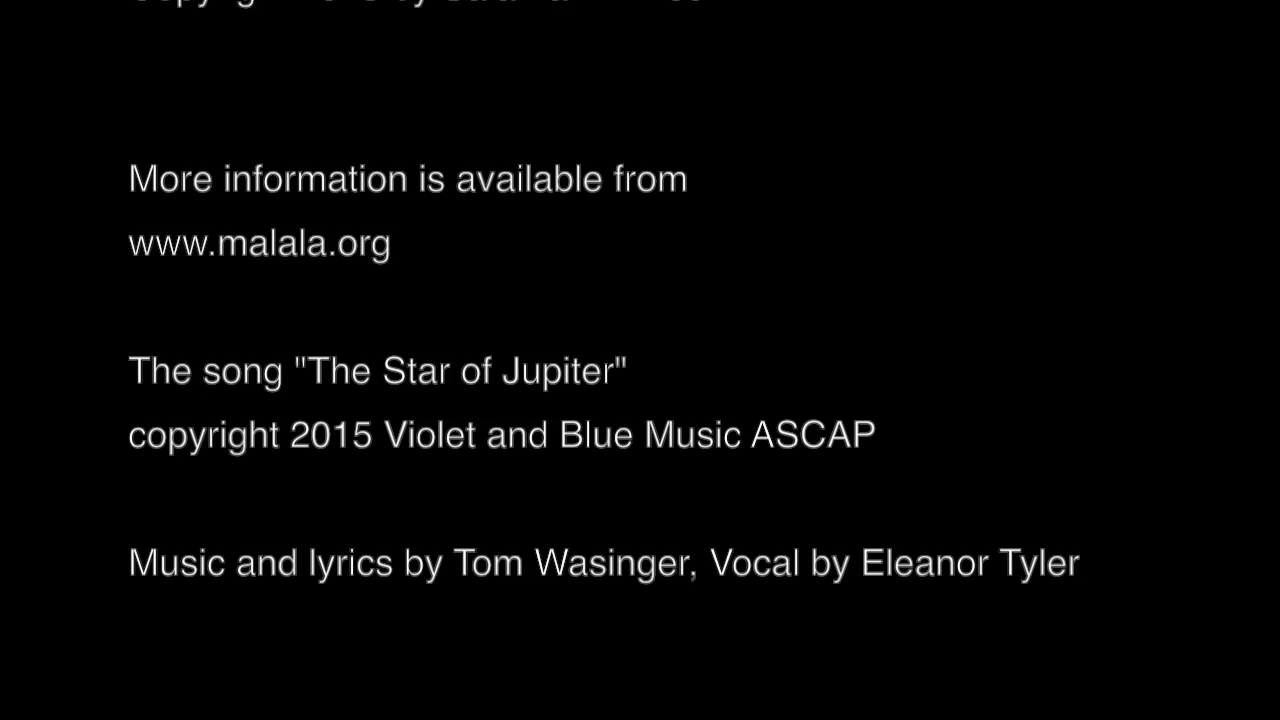 More information is available from
www.malala.org
The song "The Star of Jupiter"
copyright 2015 Violet and Blue Music ASCAP
Music and lyrics by Tom Wasinger, Vocal by Eleanor Tyler